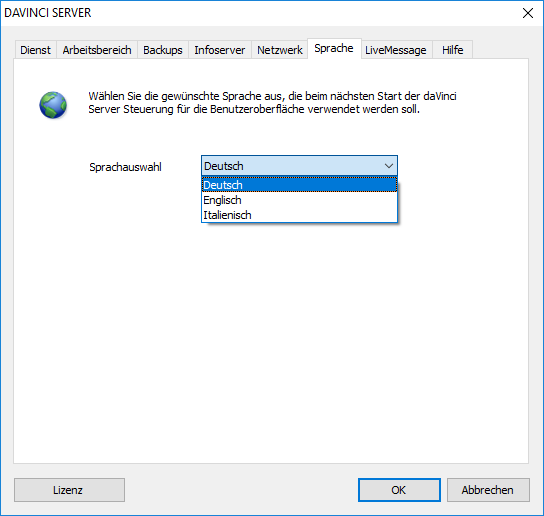 DAVINCI SERVER
Dienst Arbeitsbereich Backups Infoserver Netzwerk Sprache LiveMessage Hilfe
Wählen Sie die gewünschte Sprache aus, die beim nächsten Start der daVinci
Server Steuerung für die Benutzeroberfläche verwendet werden soll.
Sprachauswahl Deutsch
Deutsch
Englisch
Italienisch
Lizenz OK Abbrechen